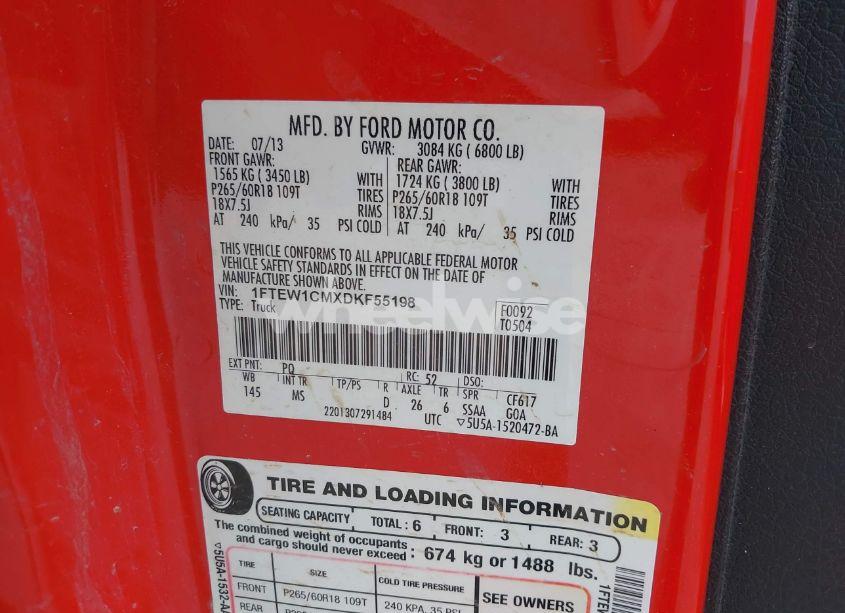 MFD. BY FORD MOTOR CO.
DATE: 07/13 GVWR: 3084 KG ( 6800 LB)
FRONT GAWR: REAR GAWR:
1565 KG ( 3450 LB) WITH 1724 KG ( 3800 LB) WITH
P265/60R18 109T TIRES P265/60R18 109T TIRES
18X7.5J RIMS 18X7.5J RIMS
AT 240 kPa/ 35 PSI COLD AT 240 kPa/ 35 PSI COLD
THIS VEHICLE CONFORMS TO ALL APPLICABLE FEDERAL MOTOR
VEHICLE SAFETY STANDARDS IN EFFECT ON THE DATE OF
MANUFACTURE SHOWN ABOVE.
VIN: 1FTEW1CMXDKF55198 F0092
TYPE: Truck T0504
wheelwise
EXT PNT: PQ RC: 52 DSO:
WB INT TR TP/PS R AXLE TR SPR CF617
145 MS D 26 6 SSAA GOA
2201307291484 UTC ▽5U5A-1520472-BA
TIRE AND LOADING INFORMATION
SEATING CAPACITY TOTAL : 6 FRONT: 3 REAR: 3
The combined weight of occupants
and cargo should never exceed : 674 kg or 1488 lbs.
TIRE SIZE COLD TIRE PRESSURE SEE OWNERS
FRONT P265/60R18 109T 240 KPA, 35 PSI
REAR
▽5U5A-1532-A
1FTE